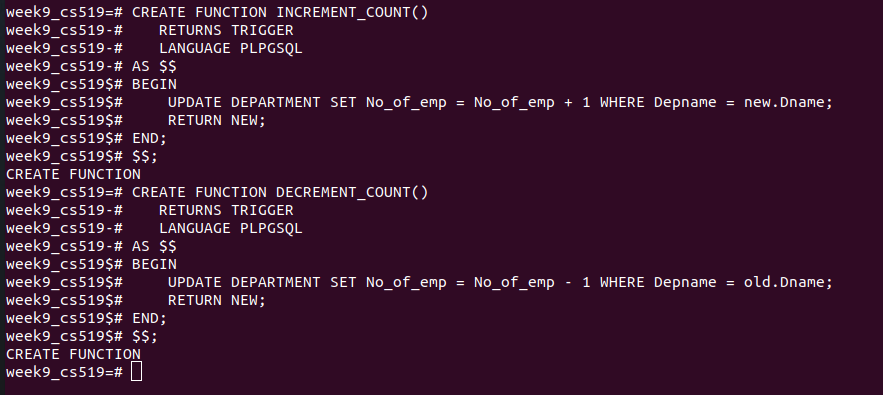 week9_cs519=# CREATE FUNCTION INCREMENT_COUNT()
week9_cs519-#    RETURNS TRIGGER
week9_cs519-#    LANGUAGE PLPGSQL
week9_cs519-# AS $$
week9_cs519$# BEGIN
week9_cs519$#     UPDATE DEPARTMENT SET No_of_emp = No_of_emp + 1 WHERE Depname = new.Dname;
week9_cs519$#     RETURN NEW;
week9_cs519$# END;
week9_cs519$# $$;
CREATE FUNCTION
week9_cs519=# CREATE FUNCTION DECREMENT_COUNT()
week9_cs519-#    RETURNS TRIGGER
week9_cs519-#    LANGUAGE PLPGSQL
week9_cs519-# AS $$
week9_cs519$# BEGIN
week9_cs519$#     UPDATE DEPARTMENT SET No_of_emp = No_of_emp - 1 WHERE Depname = old.Dname;
week9_cs519$#     RETURN NEW;
week9_cs519$# END;
week9_cs519$# $$;
CREATE FUNCTION
week9_cs519=#